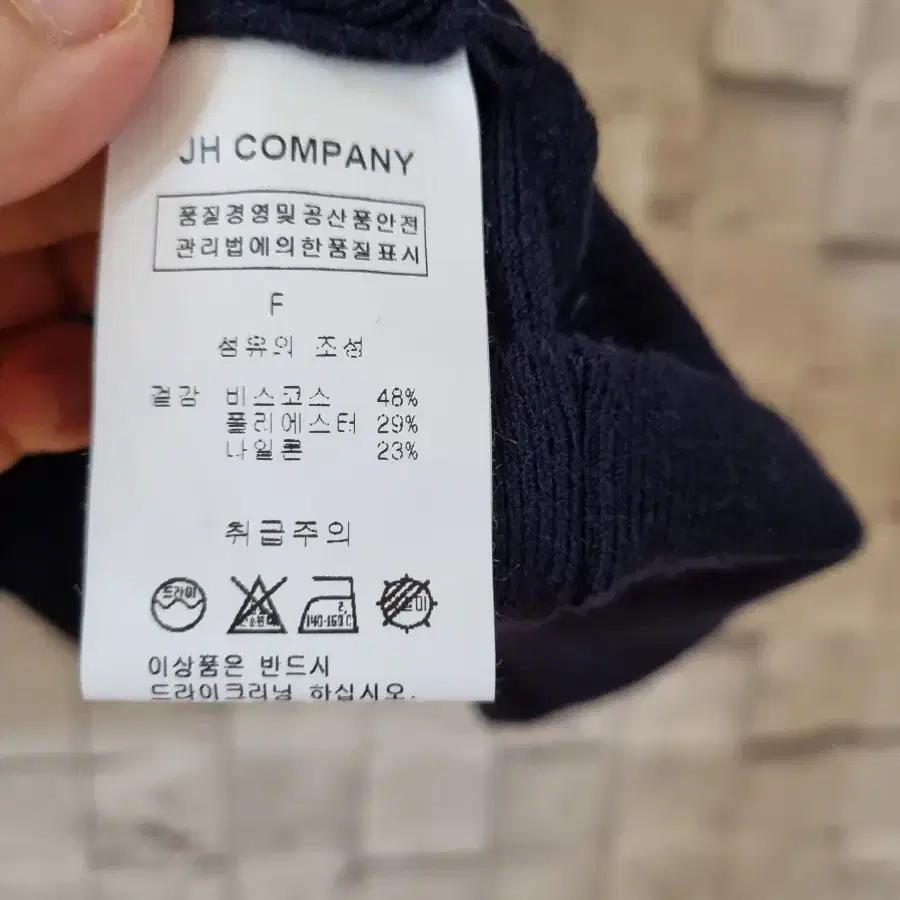 JH COMPANY
품질경영및공산품안전
관리법에의한품질표시
F
섬유의 조성
겉감 비스코스 48%
폴리에스터 29%
나일론 23%
취급주의
드라이
2,
140-160℃
이상품은 반드시
드라이크리닝 하십시오.